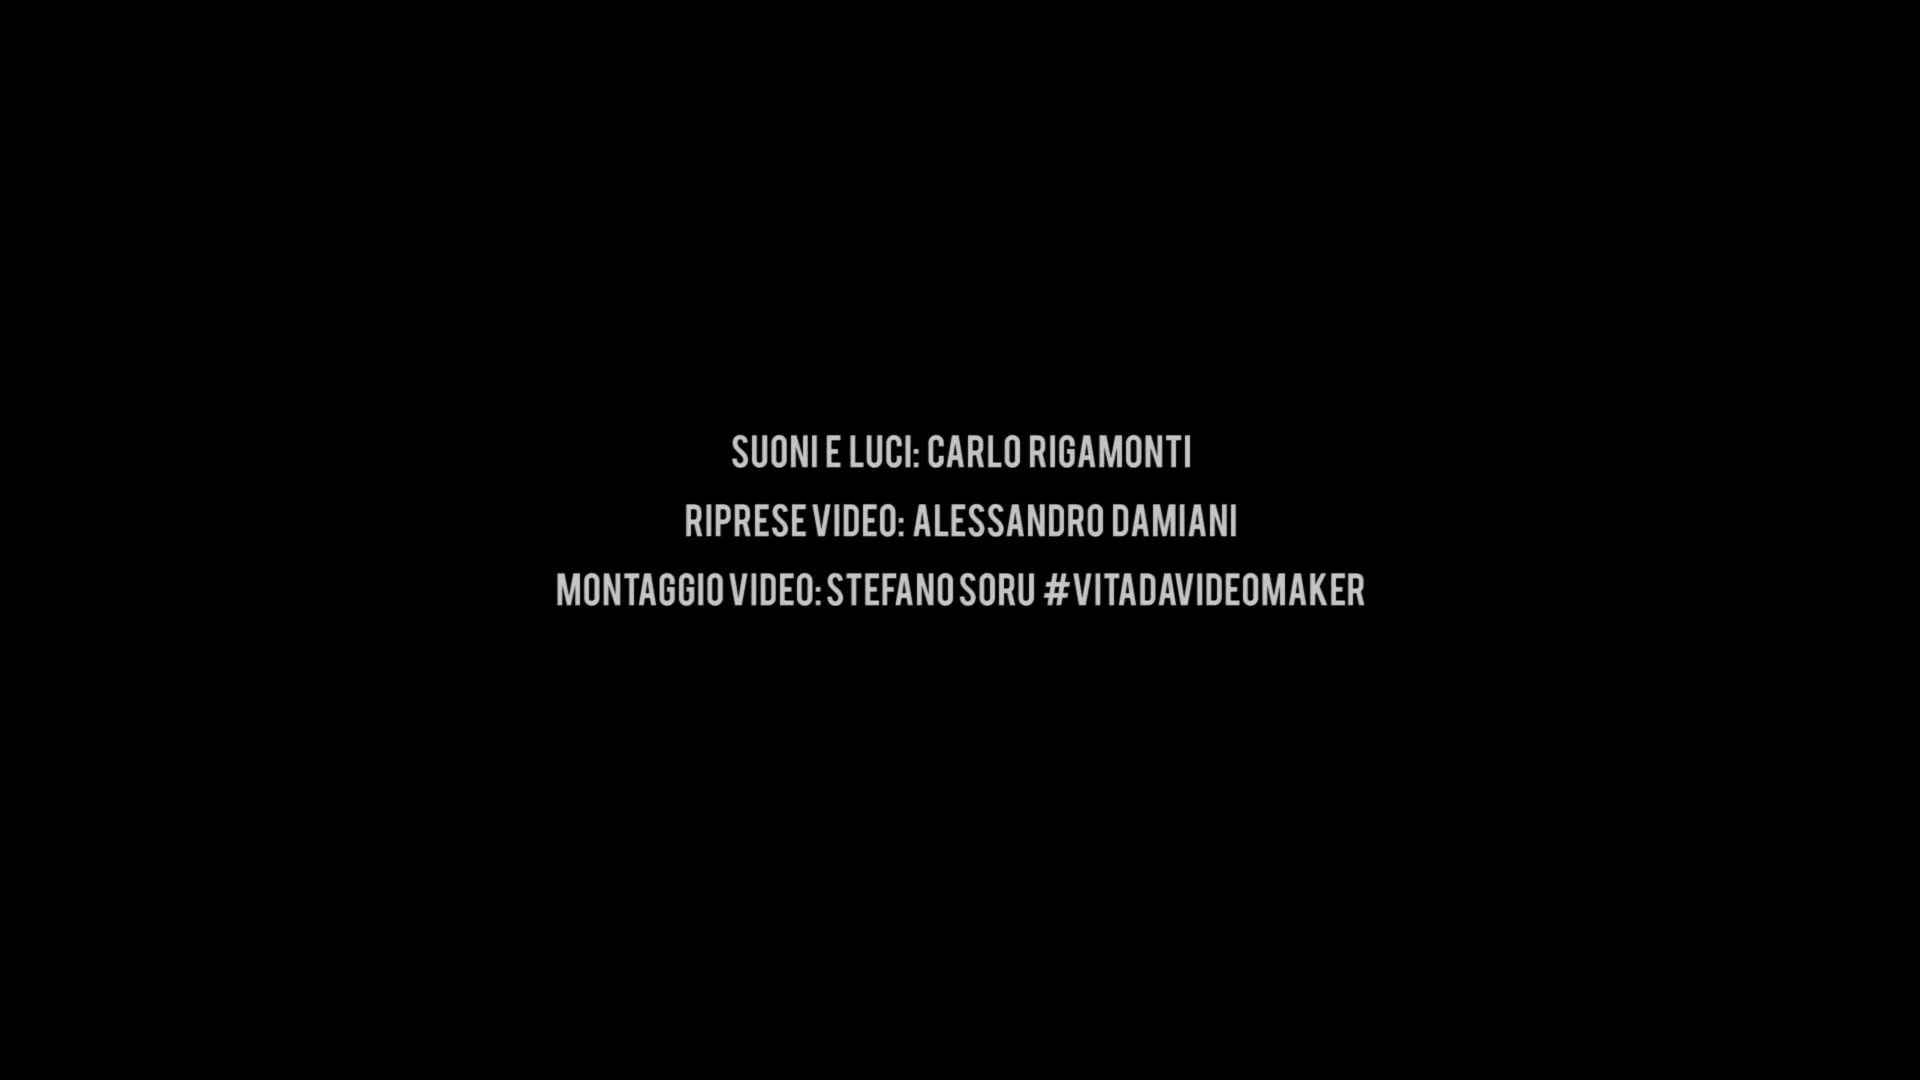 SUONI E LUCI: CARLO RIGAMONTI
RIPRESE VIDEO: ALESSANDRO DAMIANI
MONTAGGIO VIDEO: STEFANO SORU #VITADAVIDEOMAKER